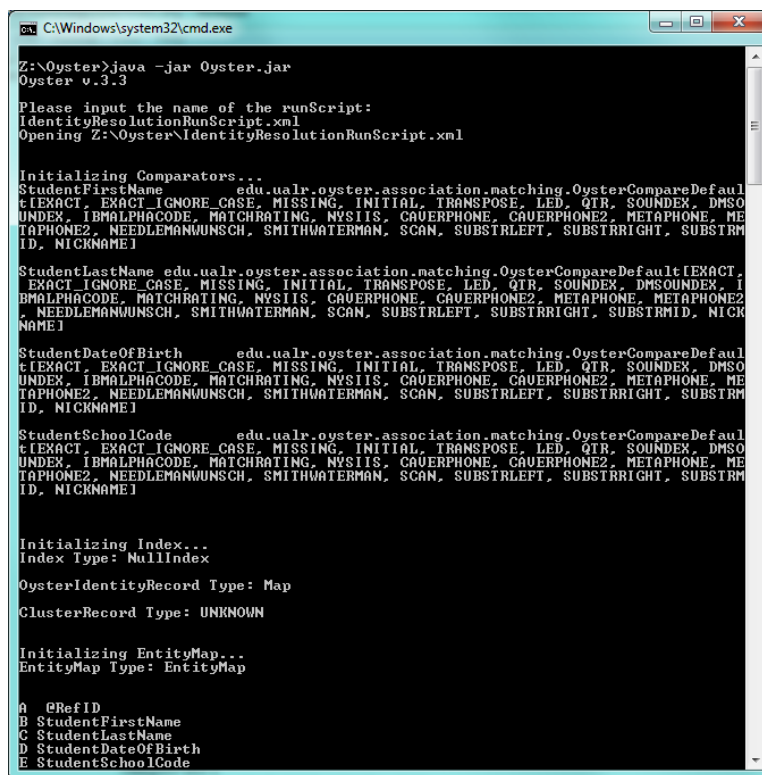 C:\Windows\system32\cmd.exe
Z:\Oyster>java -jar Oyster.jar
Oyster v.3.3
Please input the name of the runScript:
IdentityResolutionRunScript.xml
Opening Z:\Oyster\IdentityResolutionRunScript.xml
Initializing Comparators...
StudentFirstName edu.ualr.oyster.association.matching.OysterCompareDefaul
t[EXACT, EXACT_IGNORE_CASE, MISSING, INITIAL, TRANSPOSE, LED, QTR, SOUNDEX, DMSO
UNDEX, IBMALPHACODE, MATCHRATING, NYSIIS, CAVERPHONE, CAVERPHONE2, METAPHONE, ME
TAPHONE2, NEEDLEMANWUNSCH, SMITHWATERMAN, SCAN, SUBSTRLEFT, SUBSTRRIGHT, SUBSTRM
ID, NICKNAME]
StudentLastName edu.ualr.oyster.association.matching.OysterCompareDefault[EXACT,
EXACT_IGNORE_CASE, MISSING, INITIAL, TRANSPOSE, LED, QTR, SOUNDEX, DMSOUNDEX, I
BMALPHACODE, MATCHRATING, NYSIIS, CAVERPHONE, CAVERPHONE2, METAPHONE, METAPHONE2
, NEEDLEMANWUNSCH, SMITHWATERMAN, SCAN, SUBSTRLEFT, SUBSTRRIGHT, SUBSTRMID, NICK
NAME]
StudentDateOfBirth edu.ualr.oyster.association.matching.OysterCompareDefaul
t[EXACT, EXACT_IGNORE_CASE, MISSING, INITIAL, TRANSPOSE, LED, QTR, SOUNDEX, DMSO
UNDEX, IBMALPHACODE, MATCHRATING, NYSIIS, CAVERPHONE, CAVERPHONE2, METAPHONE, ME
TAPHONE2, NEEDLEMANWUNSCH, SMITHWATERMAN, SCAN, SUBSTRLEFT, SUBSTRRIGHT, SUBSTRM
ID, NICKNAME]
StudentSchoolCode edu.ualr.oyster.association.matching.OysterCompareDefaul
t[EXACT, EXACT_IGNORE_CASE, MISSING, INITIAL, TRANSPOSE, LED, QTR, SOUNDEX, DMSO
UNDEX, IBMALPHACODE, MATCHRATING, NYSIIS, CAVERPHONE, CAVERPHONE2, METAPHONE, ME
TAPHONE2, NEEDLEMANWUNSCH, SMITHWATERMAN, SCAN, SUBSTRLEFT, SUBSTRRIGHT, SUBSTRM
ID, NICKNAME]
Initializing Index...
Index Type: NullIndex
OysterIdentityRecord Type: Map
ClusterRecord Type: UNKNOWN
Initializing EntityMap...
EntityMap Type: EntityMap
A @RefID
B StudentFirstName
C StudentLastName
D StudentDateOfBirth
E StudentSchoolCode